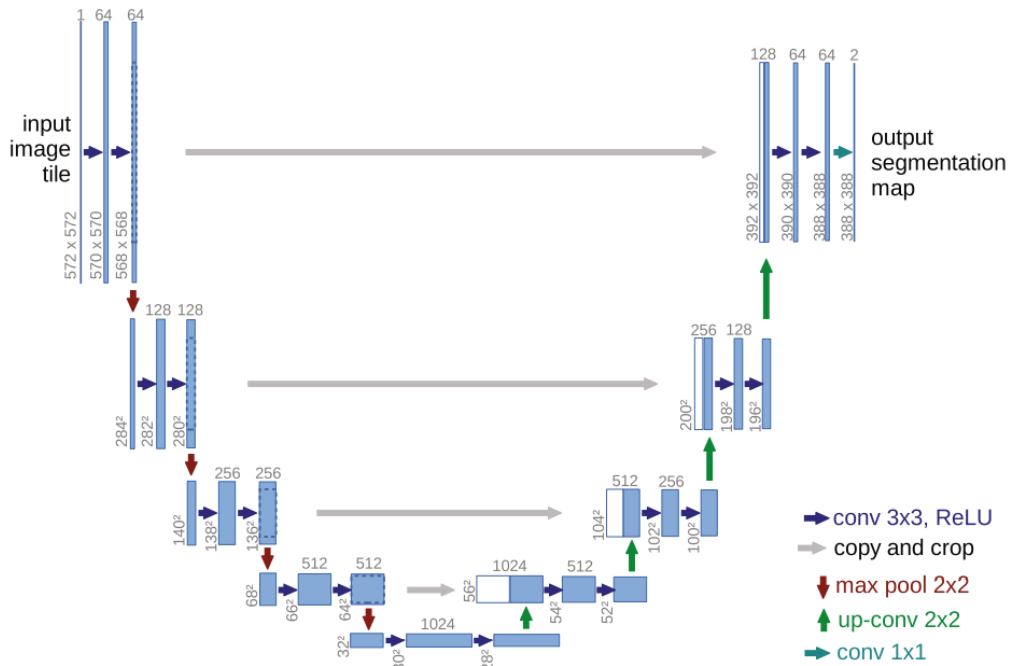 1 64 64
input
image
tile
572 x 572
570 x 570
568 x 568
128 64 64 2
output
segmentation
map
392 x 392
390 x 390
388 x 388
388 x 388
128 128
284²
282²
280²
256 128
200²
198²
196²
256 256
140²
138²
136²
512 256
104²
102²
100²
512 512
68²
66²
64²
1024 512
56²
54²
52²
1024
32²
30²
28²
conv 3x3, ReLU
copy and crop
max pool 2x2
up-conv 2x2
conv 1x1